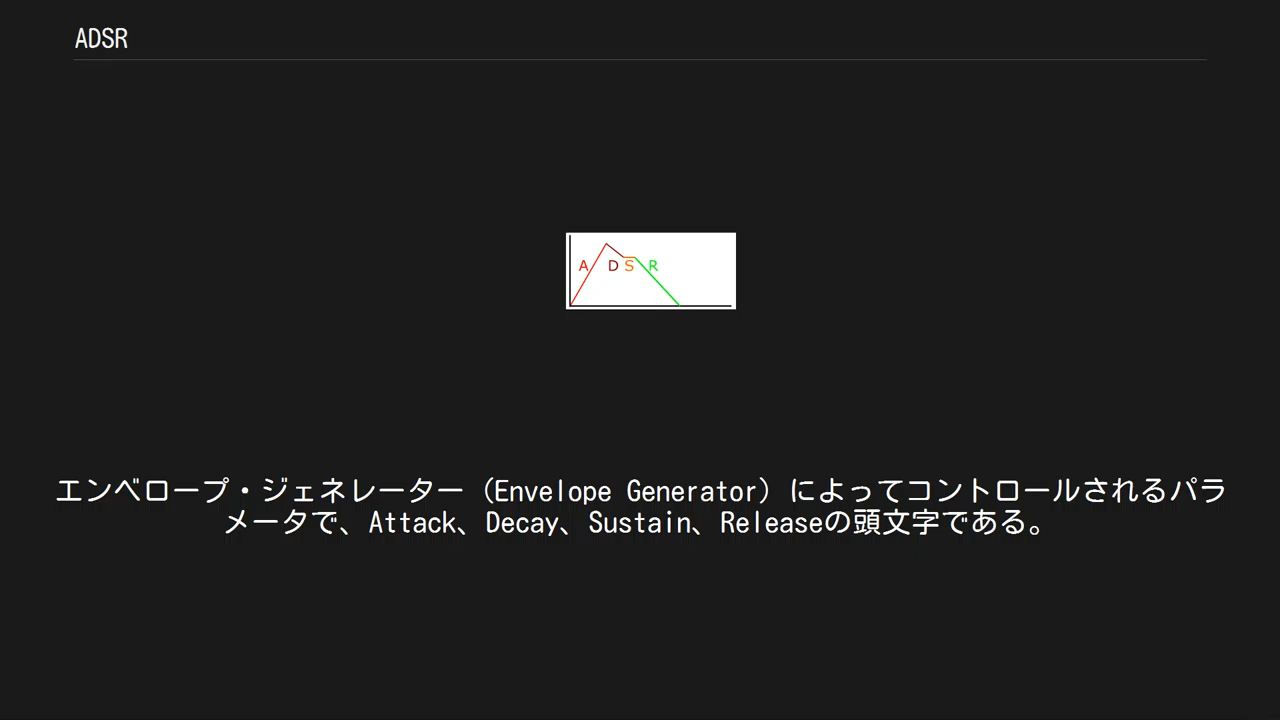 ADSR
A D S R
エンベロープ・ジェネレーター（Envelope Generator）によってコントロールされるパラ
メータで、Attack、Decay、Sustain、Releaseの頭文字である。